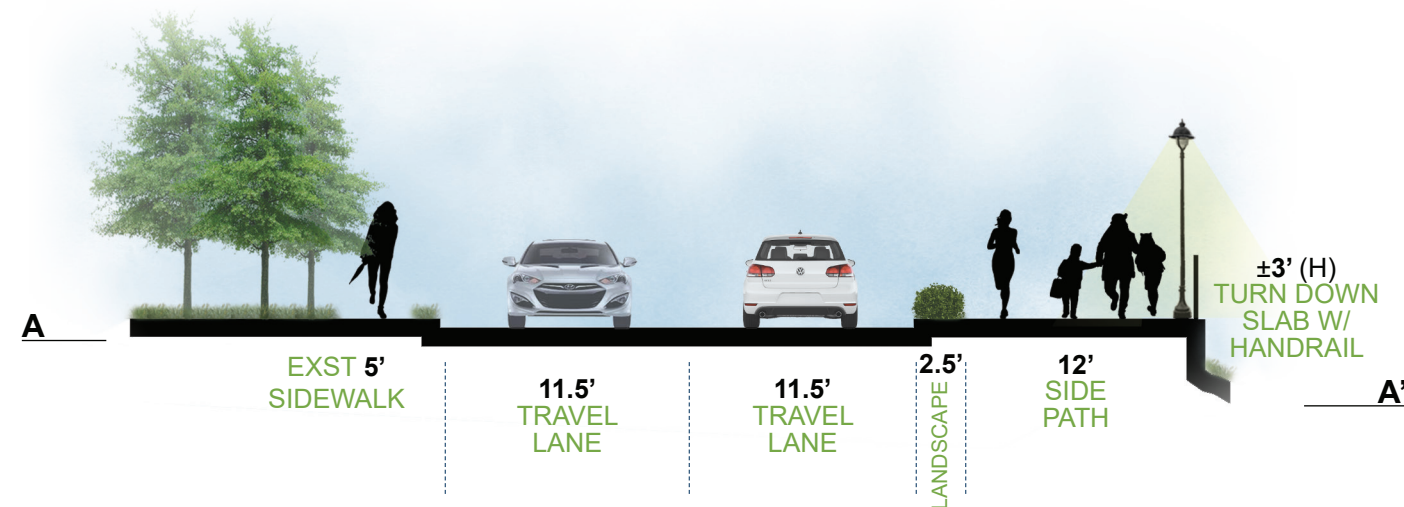 A
EXST 5’
SIDEWALK
11.5’
TRAVEL
LANE
11.5’
TRAVEL
LANE
2.5’
LANDSCAPE
12’
SIDE
PATH
±3’ (H)
TURN DOWN
SLAB W/
HANDRAIL
A’